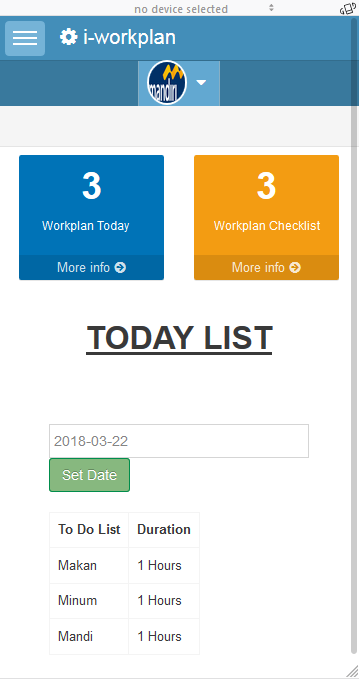 no device selected
i-workplan
mandiri
3
Workplan Today
More info
3
Workplan Checklist
More info
TODAY LIST
2018-03-22
Set Date
To Do List Duration
Makan 1 Hours
Minum 1 Hours
Mandi 1 Hours